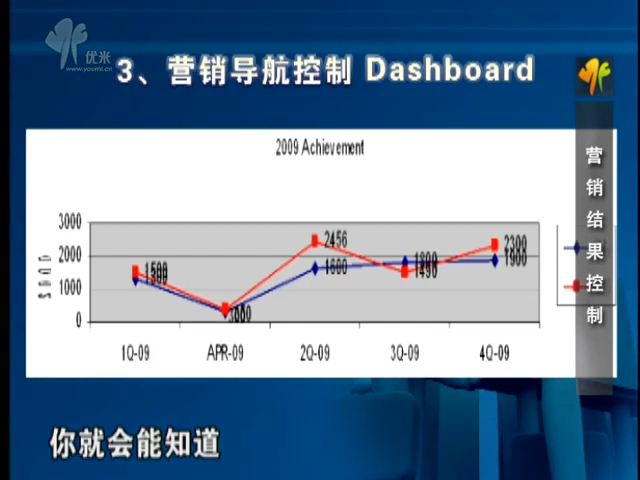 优米
www.youmi.cn
3、营销导航控制 Dashboard
2009 Achievement
3000
2000
1000
0
2456
1600
1800
1490
2300
1900
1Q-09
APR-09
2Q-09
3Q-09
4Q-09
营销结果控制
你就会能知道